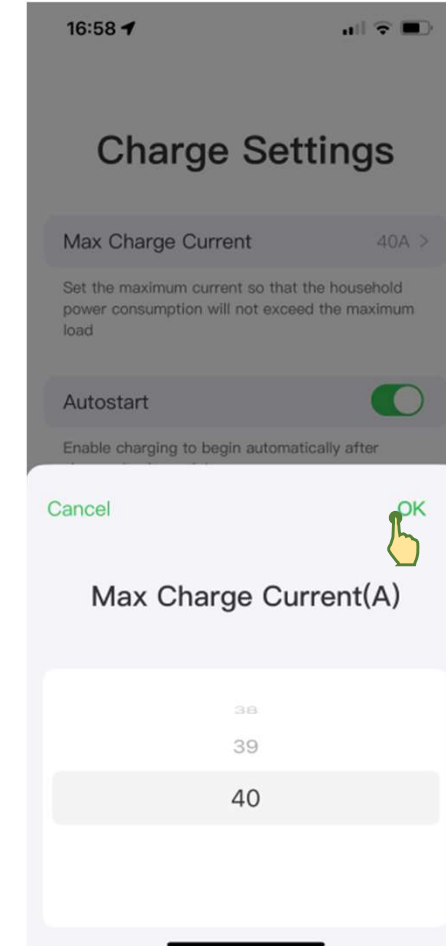 16:58
Charge Settings
Max Charge Current 40A >
Set the maximum current so that the household
power consumption will not exceed the maximum
load
Autostart
Enable charging to begin automatically after
Cancel OK
Max Charge Current(A)
38
39
40